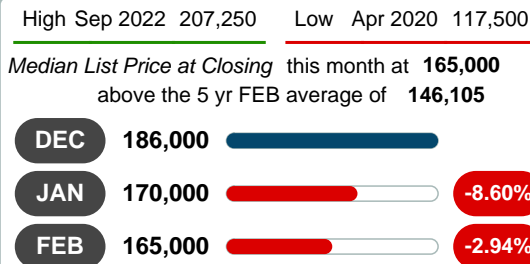 High Sep 2022 207,250 Low Apr 2020 117,500
Median List Price at Closing this month at 165,000
above the 5 yr FEB average of 146,105
DEC 186,000
JAN 170,000 -8.60%
FEB 165,000 -2.94%